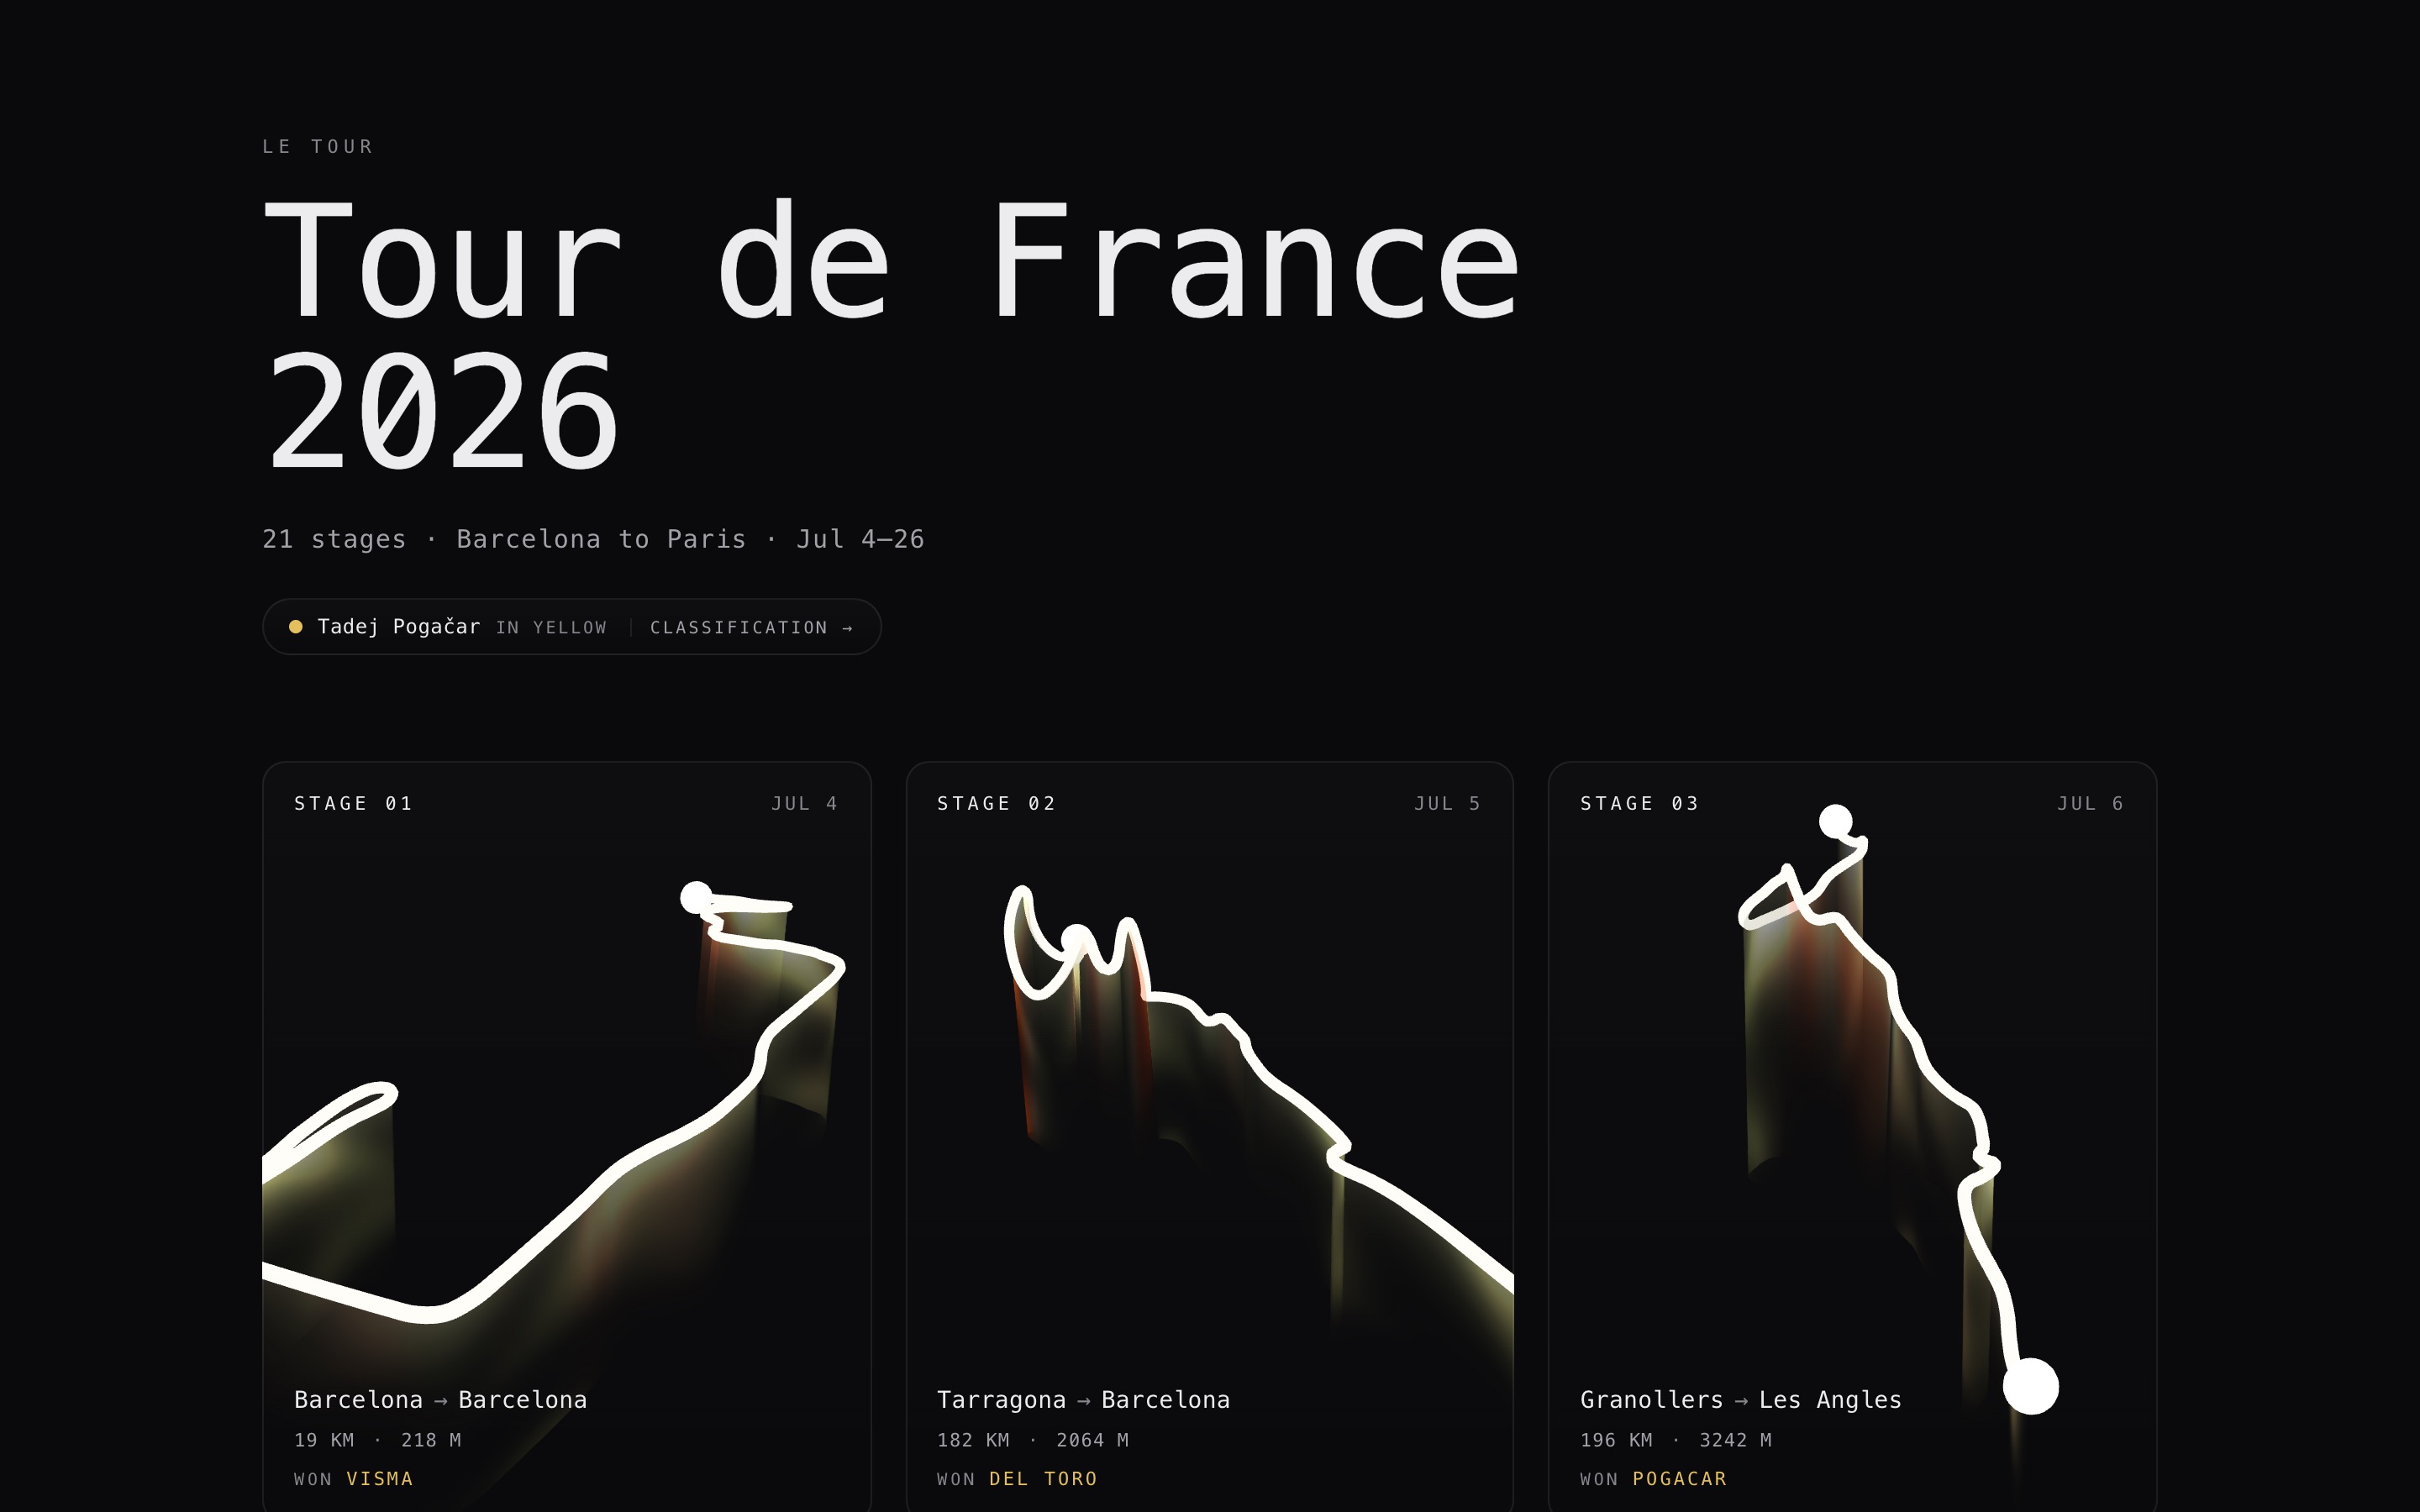 LE TOUR
Tour de France
2026
21 stages · Barcelona to Paris · Jul 4–26
Tadej Pogačar IN YELLOW | CLASSIFICATION →
STAGE 01 JUL 4
Barcelona → Barcelona
19 KM · 218 M
WON VISMA
STAGE 02 JUL 5
Tarragona → Barcelona
182 KM · 2064 M
WON DEL TORO
STAGE 03 JUL 6
Granollers → Les Angles
196 KM · 3242 M
WON POGACAR